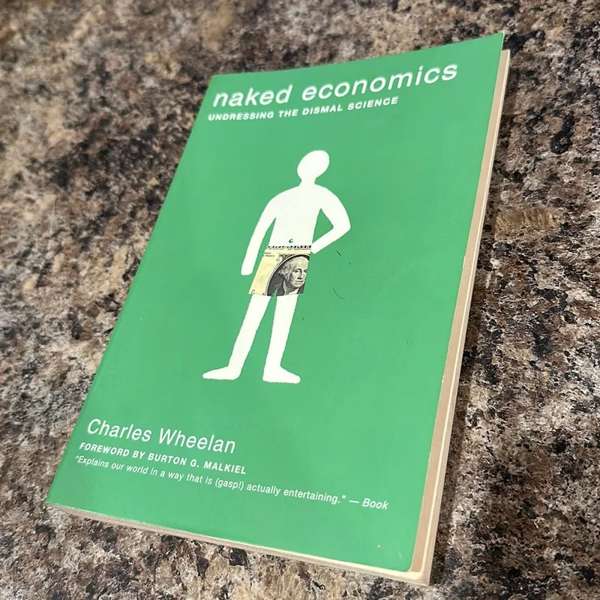 naked economics
UNDRESSING THE DISMAL SCIENCE
Charles Wheelan
FOREWORD BY BURTON G. MALKIEL
"Explains our world in a way that is (gasp!) actually entertaining." — Book